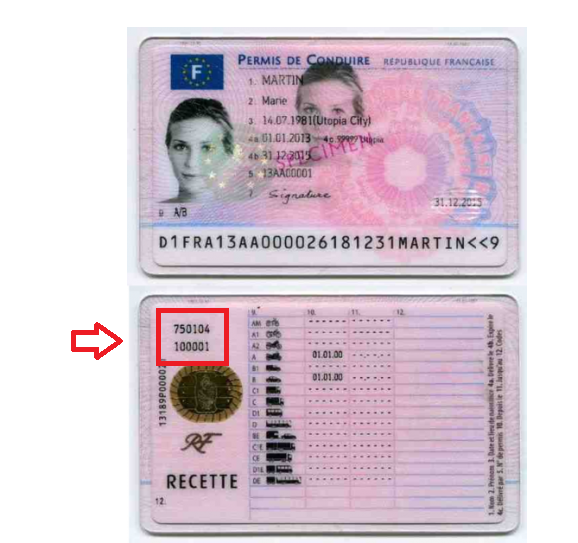 PERMIS DE CONDUIRE RÉPUBLIQUE FRANÇAISE
F
1. MARTIN
2. Marie
3. 14.07.1981(Utopia City)
4a 01.01.2013 4c 99999 Utopia
4b 31.12.2015
SPECIMEN
5. 13AA00001
7. Signature
31.12.2015
9 A/B
D1FRA13AA000026181231MARTIN<<9
9. 10. 11. 12.
750104
100001
AM
A1
A2
A 01.01.00
B1
B 01.01.00
C1
C
D1
D
BE
C1E
CE
D1E
DE
RF
RECETTE
12.
1. Nom 2. Prénom 3. Date et lieu de naissance 4a. Délivré le 4b. Expire le
4c. Délivré par 5. N° de permis 10. Depuis le 11. Jusqu'au 12. Codes